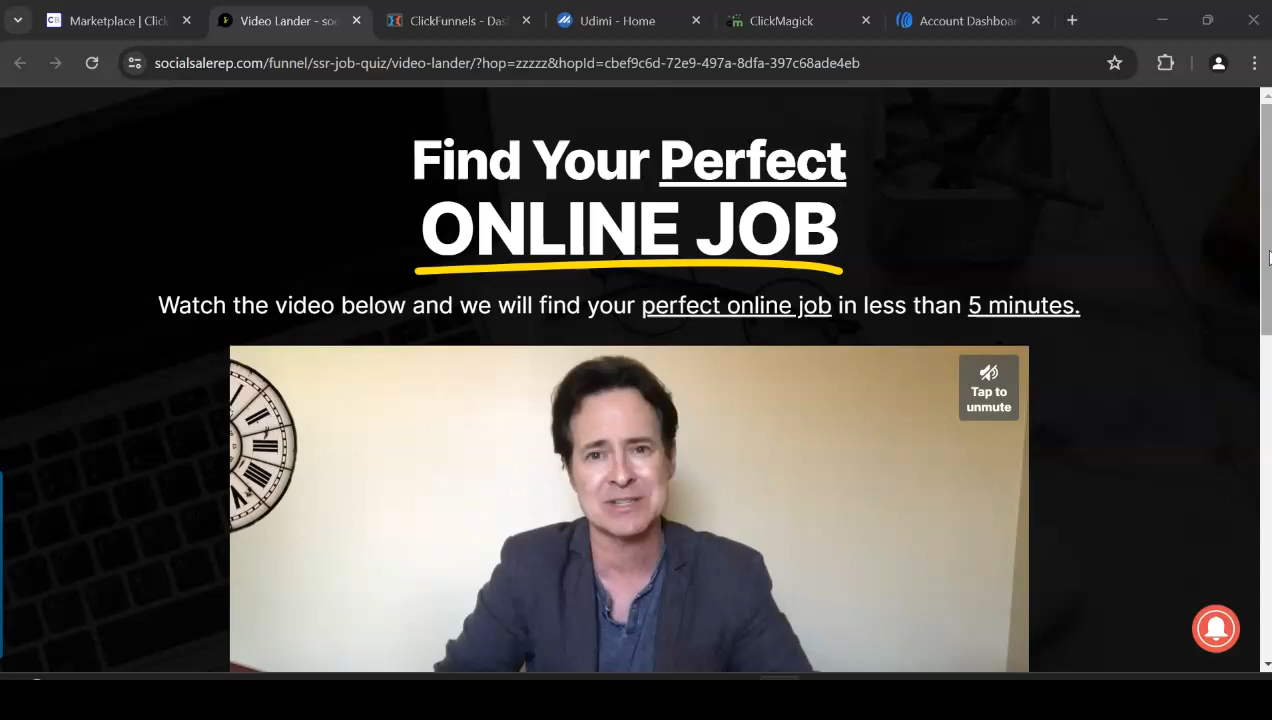 Marketplace | Click
Video Lander - soc
ClickFunnels - Das
Udimi - Home
ClickMagick
Account Dashboar
socialsalerep.com/funnel/ssr-job-quiz/video-lander/?hop=zzzzz&hopId=cbef9c6d-72e9-497a-8dfa-397c68ade4eb
Find Your Perfect
ONLINE JOB
Watch the video below and we will find your perfect online job in less than 5 minutes.
Tap to
unmute